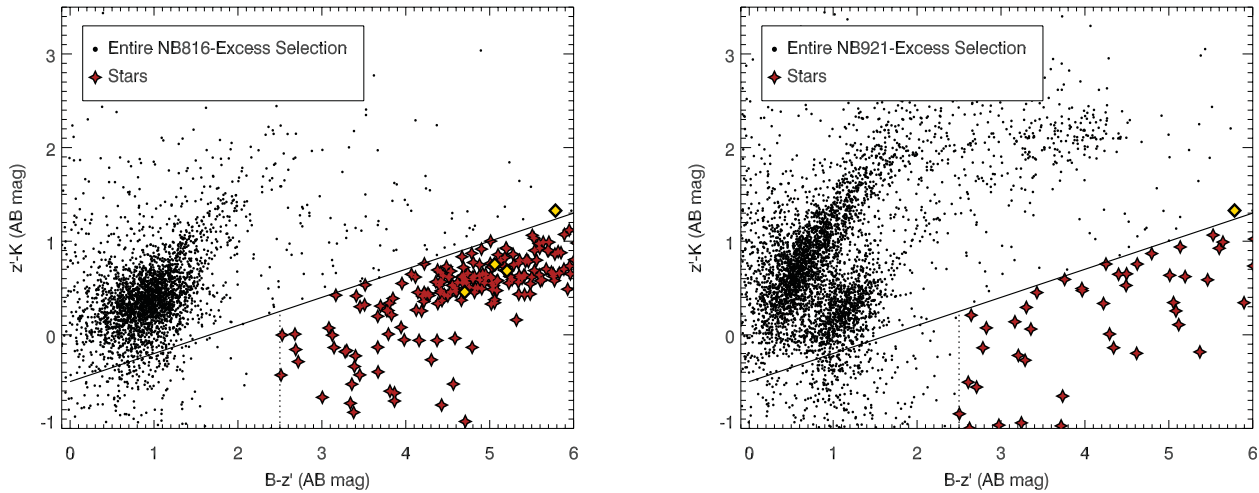 Entire NB816-Excess Selection
Stars
3
2
1
0
-1
z'-K (AB mag)
0 1 2 3 4 5 6
B-z' (AB mag)
Entire NB921-Excess Selection
Stars
3
2
1
0
-1
z'-K (AB mag)
0 1 2 3 4 5 6
B-z' (AB mag)